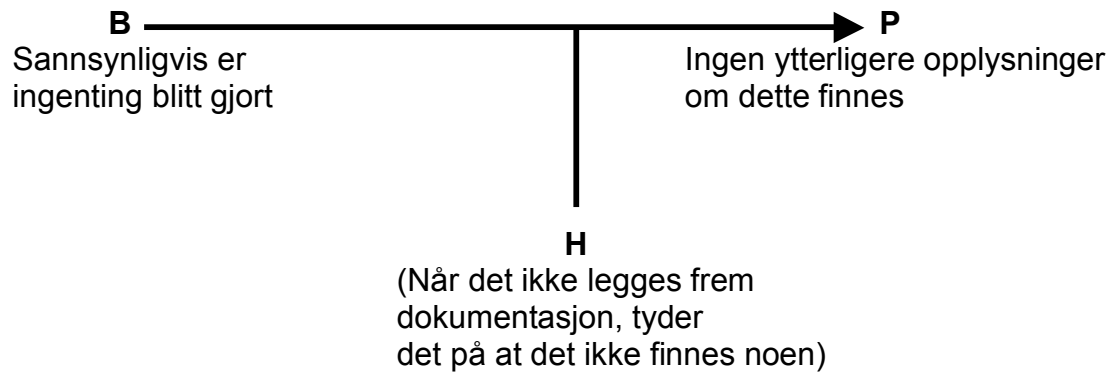 B
Sannsynligvis er
ingenting blitt gjort
P
Ingen ytterligere opplysninger
om dette finnes
H
(Når det ikke legges frem
dokumentasjon, tyder
det på at det ikke finnes noen)